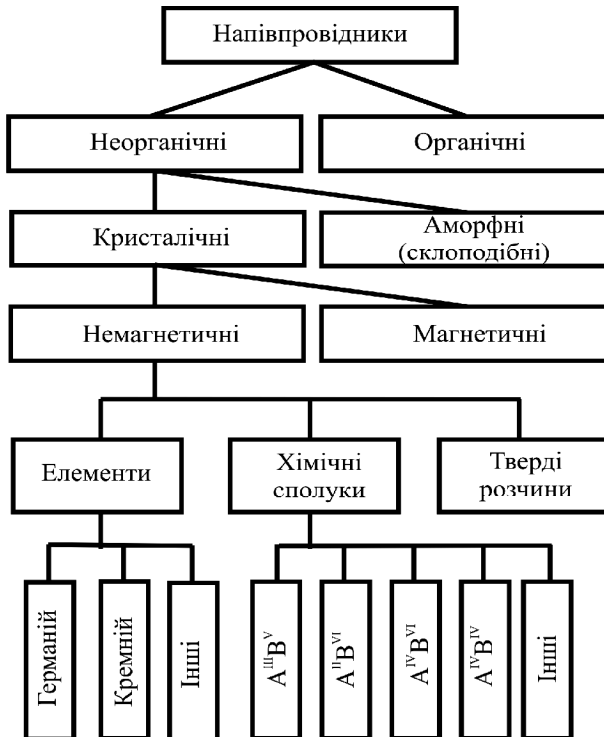 Напівпровідники
Неорганічні
Органічні
Кристалічні
Аморфні
(склоподібні)
Немагнетичні
Магнетичні
Елементи
Хімічні
сполуки
Тверді
розчини
Германій
Кремній
Інші
AᴵᴵᴵBⱽ
AᴵᴵBⱽᴵ
AᴵⱽBⱽᴵ
AᴵⱽBᴵⱽ
Інші